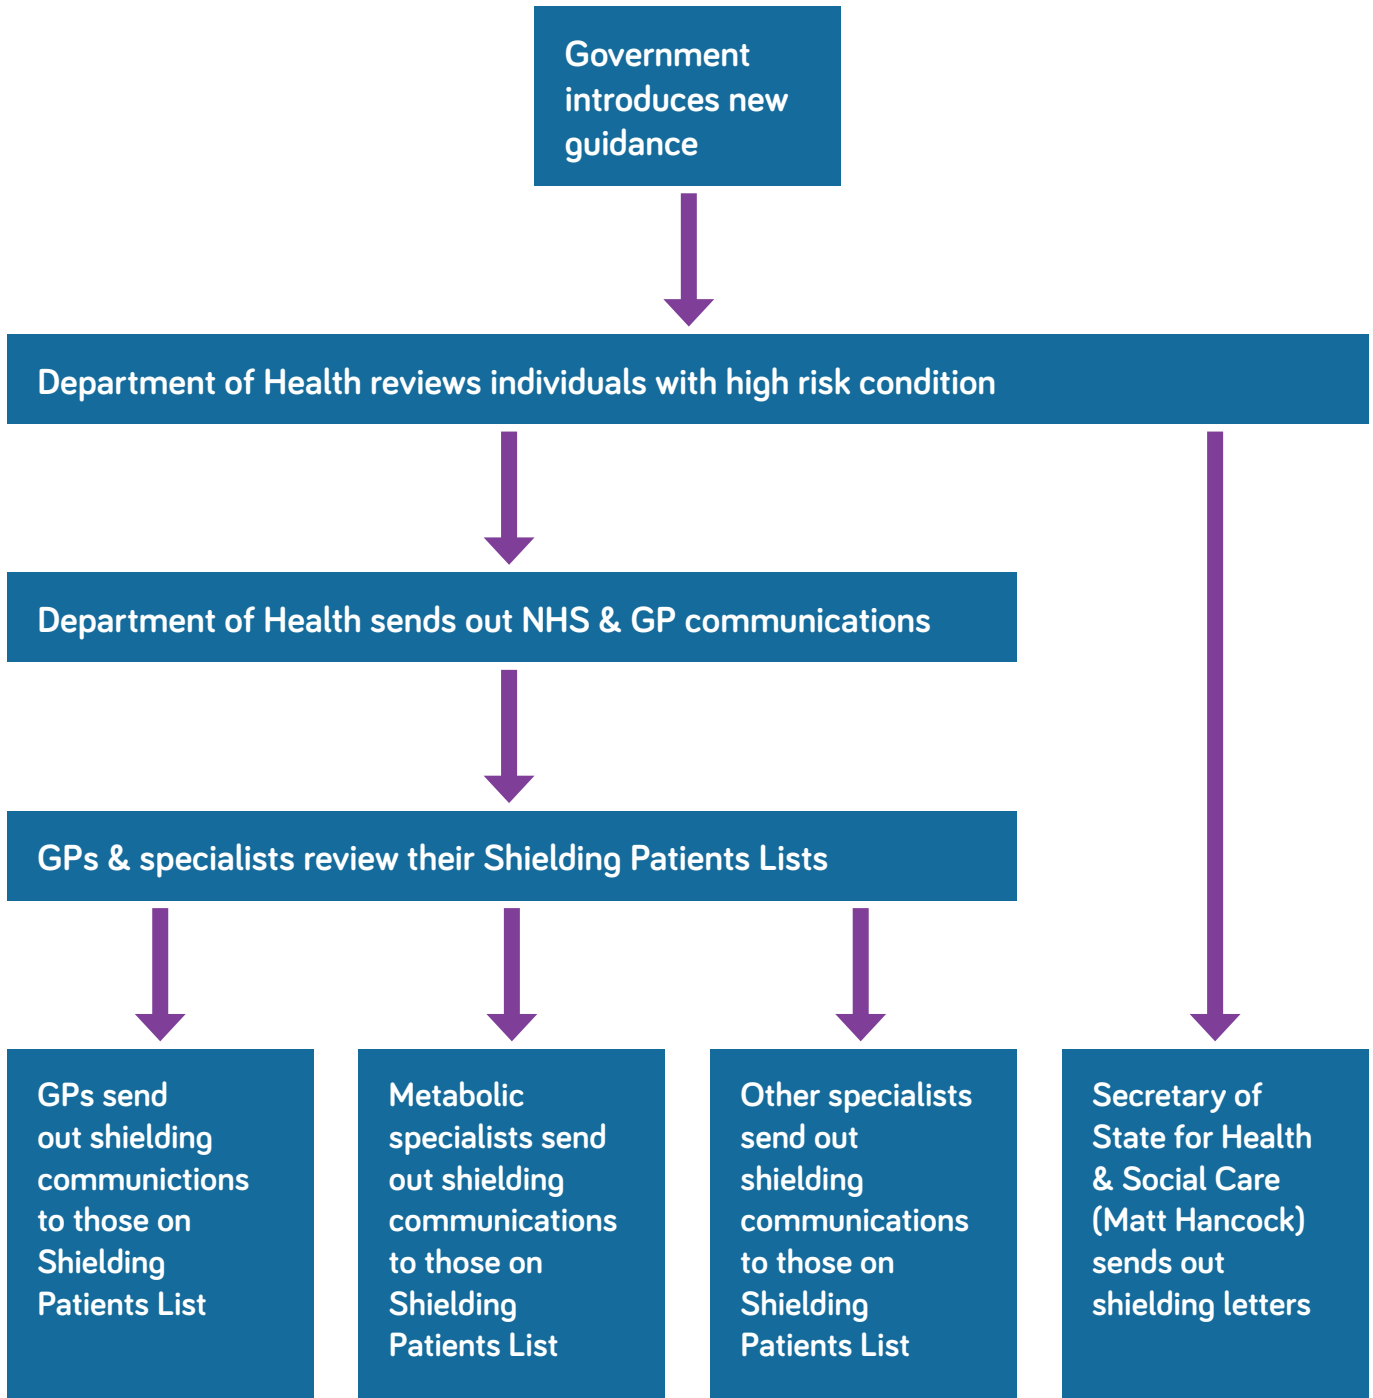 Government
introduces new
guidance
Department of Health reviews individuals with high risk condition
Department of Health sends out NHS & GP communications
GPs & specialists review their Shielding Patients Lists
GPs send
out shielding
communictions
to those on
Shielding
Patients List
Metabolic
specialists send
out shielding
communications
to those on
Shielding
Patients List
Other specialists
send out
shielding
communications
to those on
Shielding
Patients List
Secretary of
State for Health
& Social Care
(Matt Hancock)
sends out
shielding letters